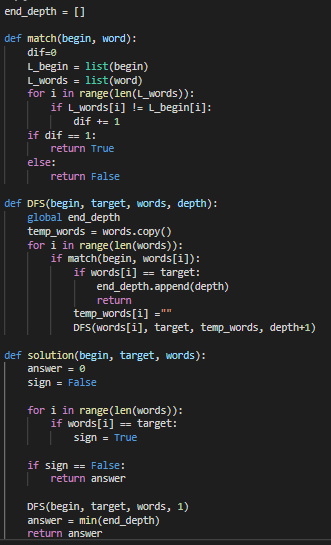 end_depth = []

def match(begin, word):
    dif=0
    L_begin = list(begin)
    L_words = list(word)
    for i in range(len(L_words)):
        if L_words[i] != L_begin[i]:
            dif += 1
    if dif == 1:
        return True
    else:
        return False

def DFS(begin, target, words, depth):
    global end_depth
    temp_words = words.copy()
    for i in range(len(words)):
        if match(begin, words[i]):
            if words[i] == target:
                end_depth.append(depth)
                return
            temp_words[i] =""
            DFS(words[i], target, temp_words, depth+1)

def solution(begin, target, words):
    answer = 0
    sign = False

    for i in range(len(words)):
        if words[i] == target:
            sign = True

    if sign == False:
        return answer

    DFS(begin, target, words, 1)
    answer = min(end_depth)
    return answer